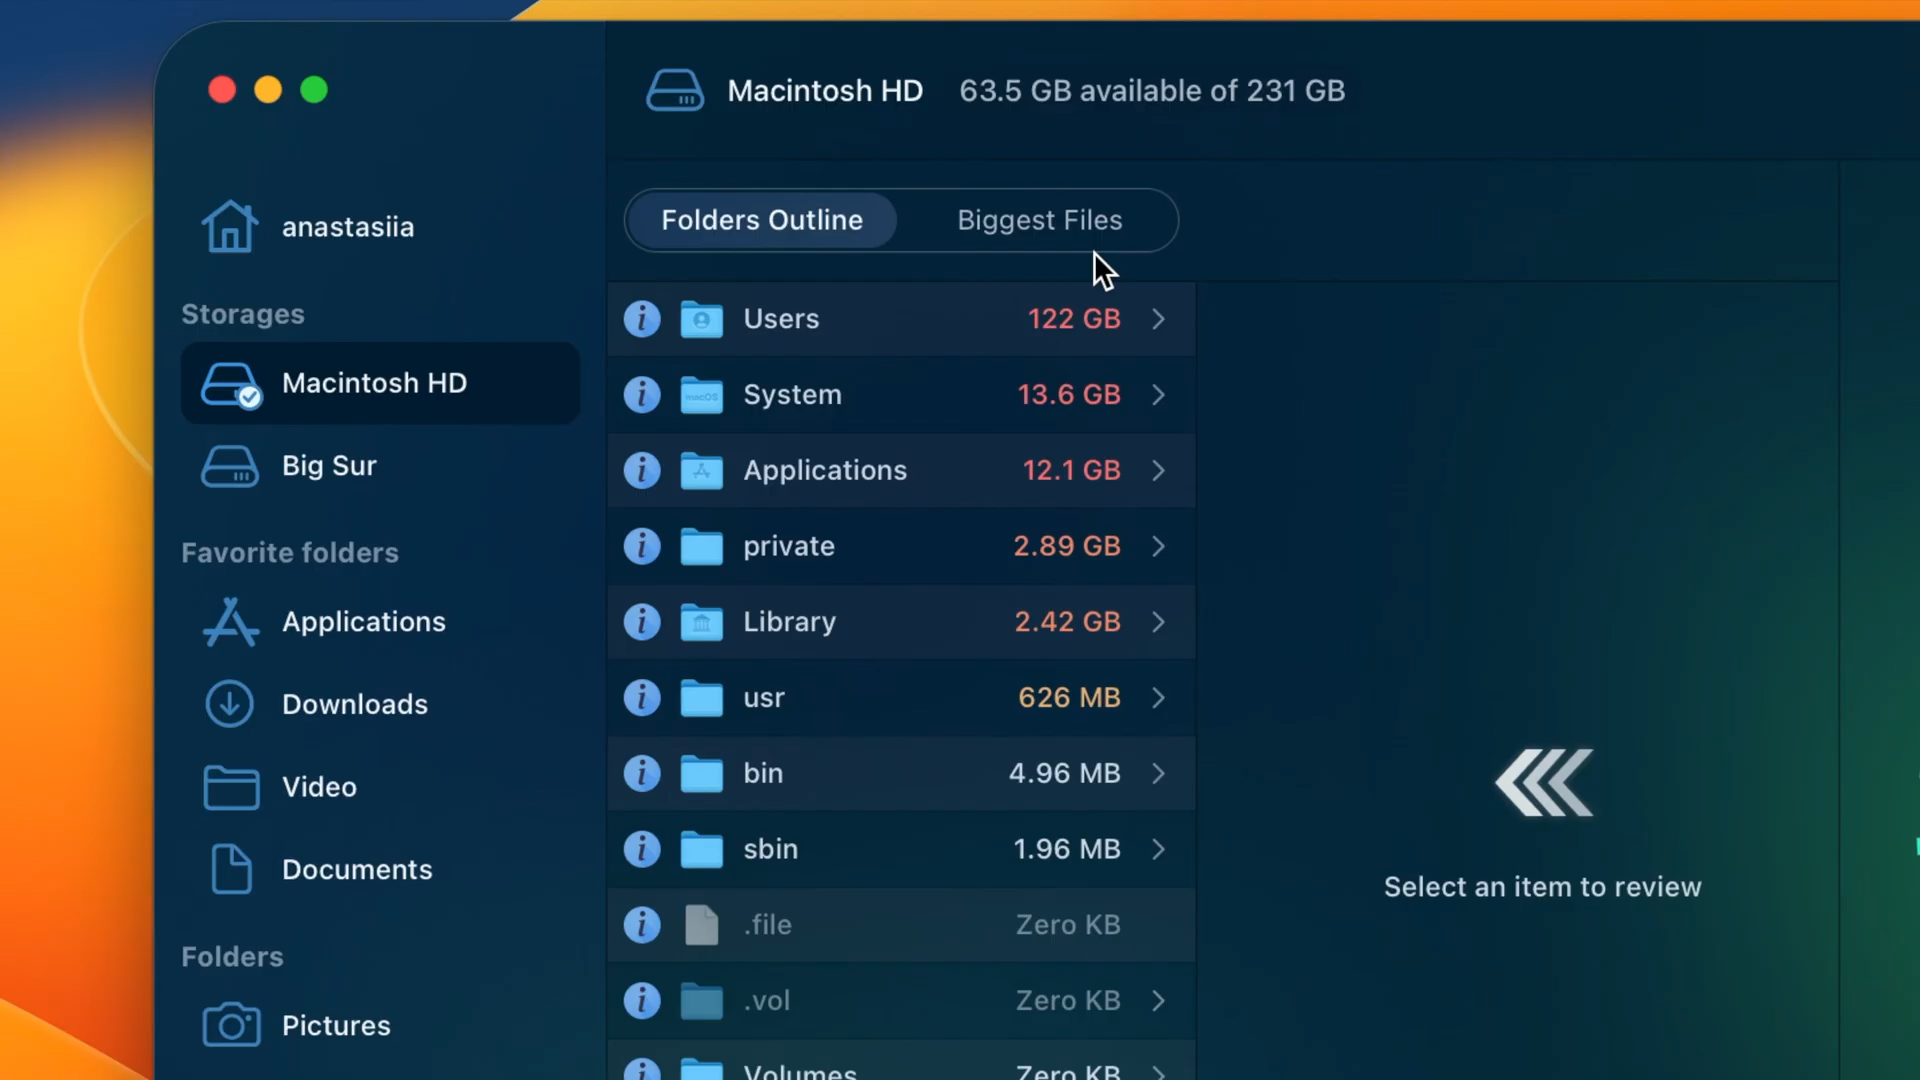 Macintosh HD 63.5 GB available of 231 GB
anastasiia
Storages
Macintosh HD
Big Sur
Favorite folders
Applications
Downloads
Video
Documents
Folders
Pictures
Folders Outline Biggest Files
Users 122 GB
macOS System 13.6 GB
Applications 12.1 GB
private 2.89 GB
Library 2.42 GB
usr 626 MB
bin 4.96 MB
sbin 1.96 MB
.file Zero KB
.vol Zero KB
Volumes Zero KB
Select an item to review